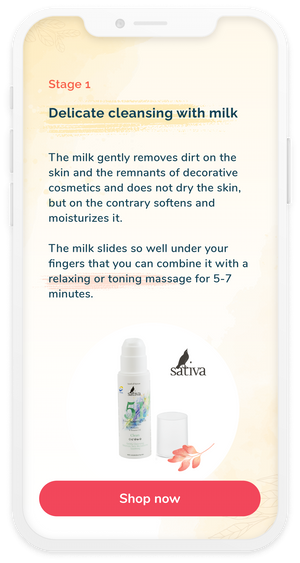 Stage 1
Delicate cleansing with milk
The milk gently removes dirt on the
skin and the remnants of decorative
cosmetics and does not dry the skin,
but on the contrary softens and
moisturizes it.
The milk slides so well under your
fingers that you can combine it with a
relaxing or toning massage for 5-7
minutes.
sativa
sativa
Shop now